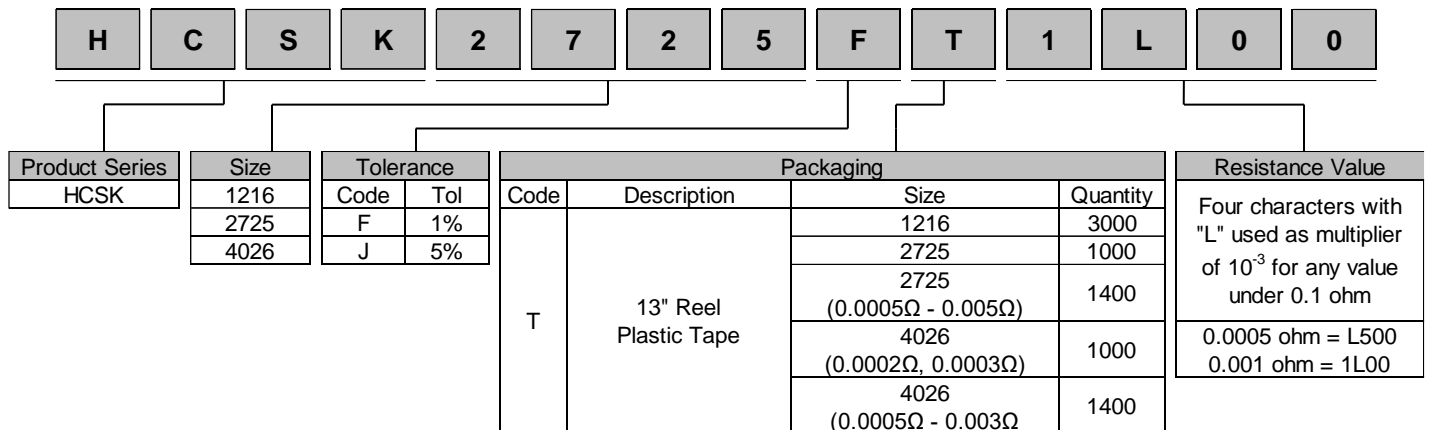 H C S K 2 7 2 5 F T 1 L 0 0
Product Series
HCSK
Size
1216
2725
4026
Tolerance
Code Tol
F 1%
J 5%
Packaging
Code Description Size Quantity
T
13" Reel
Plastic Tape
1216 3000
2725 1000
2725
(0.0005Ω - 0.005Ω)
1400
4026
(0.0002Ω, 0.0003Ω)
1000
4026
(0.0005Ω - 0.003Ω
1400
Resistance Value
Four characters with
"L" used as multiplier
of 10⁻³ for any value
under 0.1 ohm
0.0005 ohm = L500
0.001 ohm = 1L00